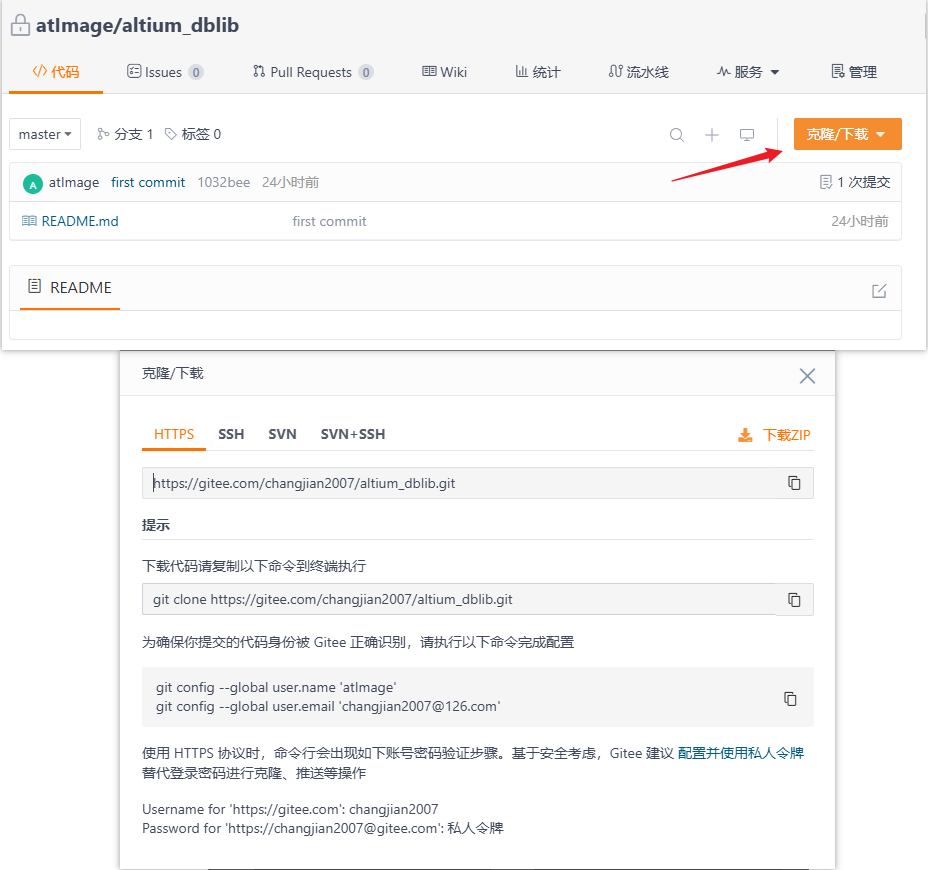 atImage/altium_dblib
代码 Issues 0 Pull Requests 0 Wiki 统计 流水线 服务 管理
master 分支 1 标签 0 克隆/下载
A atImage first commit 1032bee 24小时前 1 次提交
README.md first commit 24小时前
README
克隆/下载
HTTPS SSH SVN SVN+SSH 下载ZIP
https://gitee.com/changjian2007/altium_dblib.git
提示
下载代码请复制以下命令到终端执行
git clone https://gitee.com/changjian2007/altium_dblib.git
为确保你提交的代码身份被 Gitee 正确识别，请执行以下命令完成配置
git config --global user.name 'atImage'
git config --global user.email 'changjian2007@126.com'
使用 HTTPS 协议时，命令行会出现如下账号密码验证步骤。基于安全考虑，Gitee 建议 配置并使用私人令牌
替代登录密码进行克隆、推送等操作
Username for 'https://gitee.com': changjian2007
Password for 'https://changjian2007@gitee.com': 私人令牌